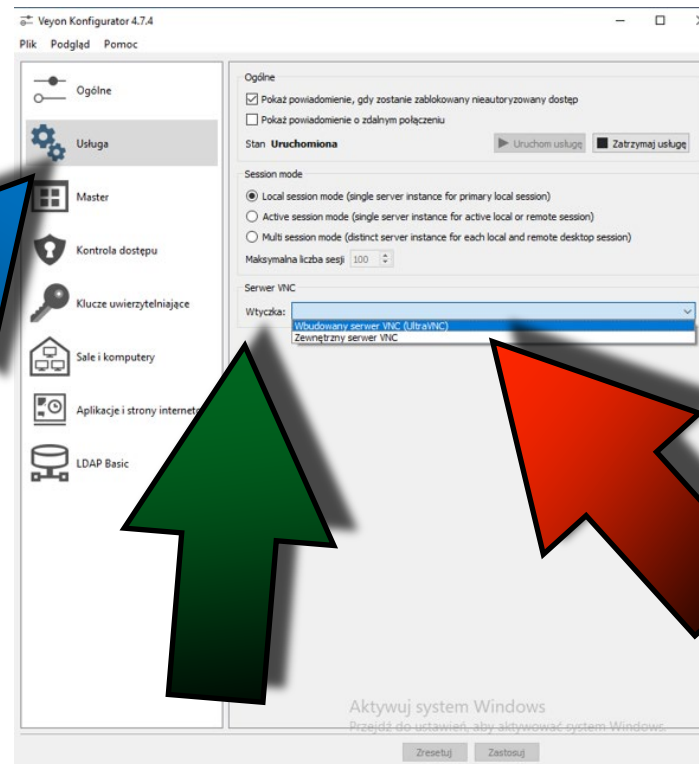 Veyon Konfigurator 4.7.4
Plik Podgląd Pomoc
Ogólne
Usługa
Master
Kontrola dostępu
Klucze uwierzytelniające
Sale i komputery
Aplikacje i strony
LDAP Basic
Ogólne
Pokaż powiadomienie, gdy zostanie zablokowany nieautoryzowany dostęp
Pokaż powiadomienie o zdalnym połączeniu
Stan Uruchomiona
Uruchom usługę
Zatrzymaj usługę
Session mode
Local session mode (single server instance for primary local session)
Active session mode (single server instance for active local or remote session)
Multi session mode (distinct server instance for each local and remote desktop session)
Maksymalna liczba sesji 100
Serwer VNC
Wtyczka:
Wbudowany serwer VNC (UltraVNC)
Zewnętrzny serwer VNC
Aktywuj system Windows
Przejdź do ustawień, aby aktywować system Windows.
Zresetuj
Zastosuj